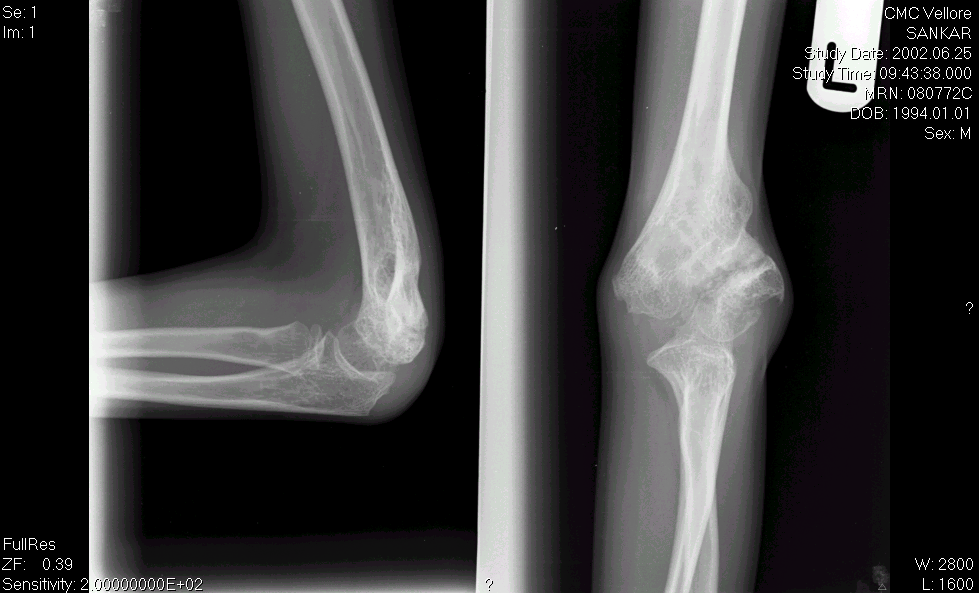 Se: 1
Im: 1
CMC Vellore
SANKAR
Study Date: 2002.06.25
Study Time: 09:43:38.000
MRN: 080772C
DOB: 1994.01.01
Sex: M
L
?
FullRes
ZF: 0.39
Sensitivity: 2.00000000E+02
?
W: 2800
L: 1600